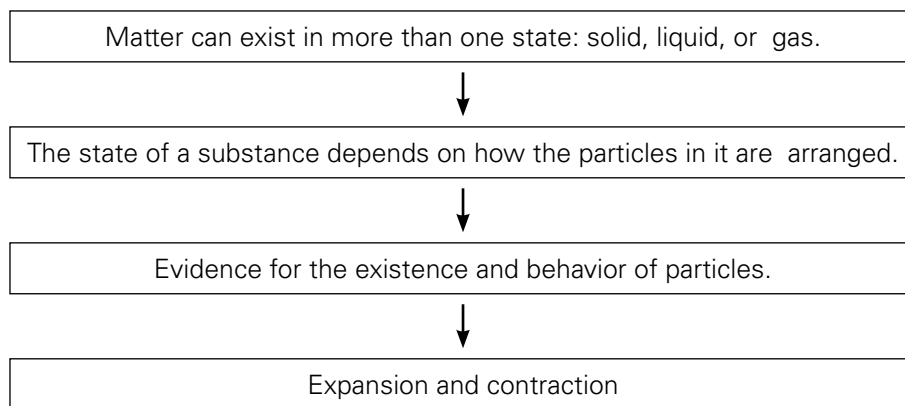 Matter can exist in more than one state: solid, liquid, or gas.
The state of a substance depends on how the particles in it are arranged.
Evidence for the existence and behavior of particles.
Expansion and contraction